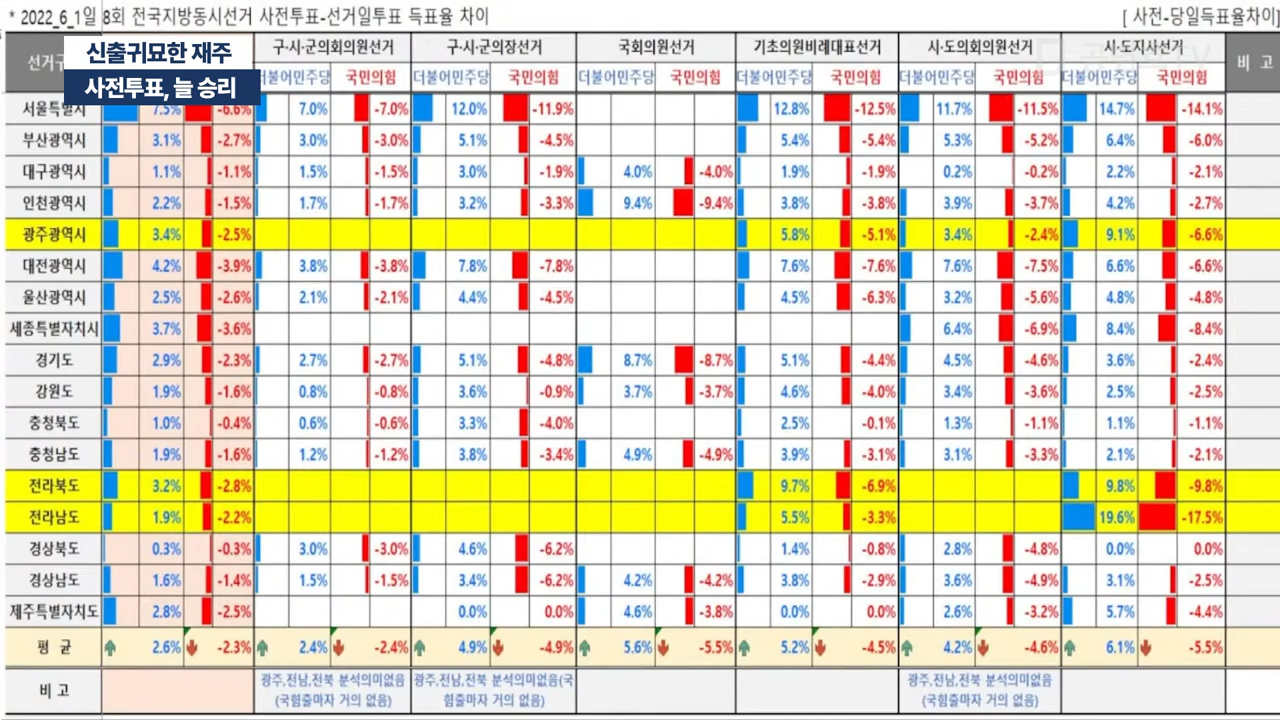 * 2022_6_1일 8회 전국지방동시선거 사전투표-선거일투표 득표율 차이 [ 사전-당일득표율차이]
신출귀묘한 재주
사전투표, 늘 승리
구·시·군의회의원선거 구·시·군의장선거 국회의원선거 기초의원비례대표선거 시·도의회의원선거 시·도지사선거 비 고
더불어민주당 국민의힘 더불어민주당 국민의힘 더불어민주당 국민의힘 더불어민주당 국민의힘 더불어민주당 국민의힘 더불어민주당 국민의힘
서울특별시 7.5% -6.6% 7.0% -7.0% 12.0% -11.9% 12.8% -12.5% 11.7% -11.5% 14.7% -14.1%
부산광역시 3.1% -2.7% 3.0% -3.0% 5.1% -4.5% 5.4% -5.4% 5.3% -5.2% 6.4% -6.0%
대구광역시 1.1% -1.1% 1.5% -1.5% 3.0% -1.9% 4.0% -4.0% 1.9% -1.9% 0.2% -0.2% 2.2% -2.1%
인천광역시 2.2% -1.5% 1.7% -1.7% 3.2% -3.3% 9.4% -9.4% 3.8% -3.8% 3.9% -3.7% 4.2% -2.7%
광주광역시 3.4% -2.5% 5.8% -5.1% 3.4% -2.4% 9.1% -6.6%
대전광역시 4.2% -3.9% 3.8% -3.8% 7.8% -7.8% 7.6% -7.6% 7.6% -7.5% 6.6% -6.6%
울산광역시 2.5% -2.6% 2.1% -2.1% 4.4% -4.5% 4.5% -6.3% 3.2% -5.6% 4.8% -4.8%
세종특별자치시 3.7% -3.6% 6.4% -6.9% 8.4% -8.4%
경기도 2.9% -2.3% 2.7% -2.7% 5.1% -4.8% 8.7% -8.7% 5.1% -4.4% 4.5% -4.6% 3.6% -2.4%
강원도 1.9% -1.6% 0.8% -0.8% 3.6% -0.9% 3.7% -3.7% 4.6% -4.0% 3.4% -3.6% 2.5% -2.5%
충청북도 1.0% -0.4% 0.6% -0.6% 3.3% -4.0% 2.5% -0.1% 1.3% -1.1% 1.1% -1.1%
충청남도 1.9% -1.6% 1.2% -1.2% 3.8% -3.4% 4.9% -4.9% 3.9% -3.1% 3.1% -3.3% 2.1% -2.1%
전라북도 3.2% -2.8% 9.7% -6.9% 9.8% -9.8%
전라남도 1.9% -2.2% 5.5% -3.3% 19.6% -17.5%
경상북도 0.3% -0.3% 3.0% -3.0% 4.6% -6.2% 1.4% -0.8% 2.8% -4.8% 0.0% 0.0%
경상남도 1.6% -1.4% 1.5% -1.5% 3.4% -6.2% 4.2% -4.2% 3.8% -2.9% 3.6% -4.9% 3.1% -2.5%
제주특별자치도 2.8% -2.5% 0.0% 0.0% 4.6% -3.8% 0.0% 0.0% 2.6% -3.2% 5.7% -4.4%
평 균 2.6% -2.3% 2.4% -2.4% 4.9% -4.9% 5.6% -5.5% 5.2% -4.5% 4.2% -4.6% 6.1% -5.5%
비 고 광주,전남,전북 분석의미없음 광주,전남,전북 분석의미없음(국 광주,전남,전북 분석의미없음
(국힘출마자 거의 없음) 힘출마자 거의 없음) (국힘출마자 거의 없음)